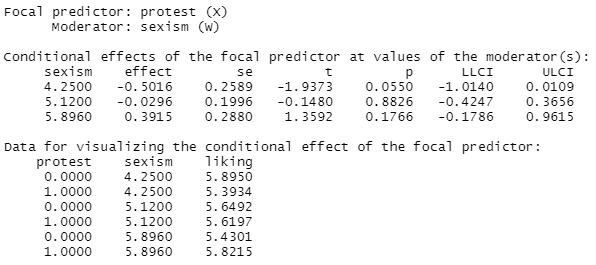 Focal predictor: protest (X)
Moderator: sexism (W)
Conditional effects of the focal predictor at values of the moderator(s):
sexism effect se t p LLCI ULCI
4.2500 -0.5016 0.2589 -1.9373 0.0550 -1.0140 0.0109
5.1200 -0.0296 0.1996 -0.1480 0.8826 -0.4247 0.3656
5.8960 0.3915 0.2880 1.3592 0.1766 -0.1786 0.9615
Data for visualizing the conditional effect of the focal predictor:
protest sexism liking
0.0000 4.2500 5.8950
1.0000 4.2500 5.3934
0.0000 5.1200 5.6492
1.0000 5.1200 5.6197
0.0000 5.8960 5.4301
1.0000 5.8960 5.8215